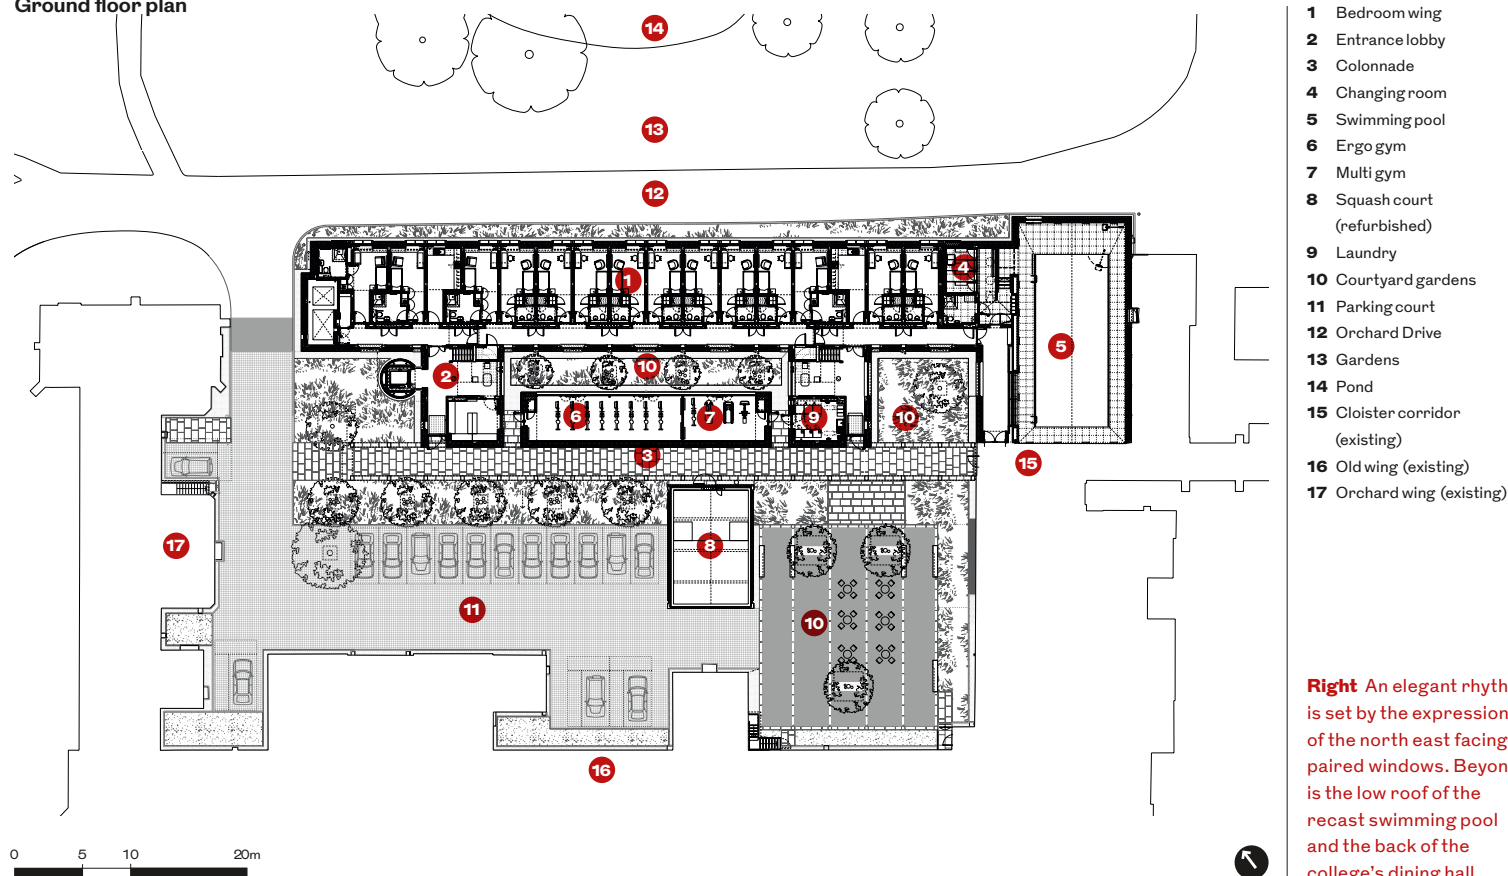 Ground floor plan
14
13
12
1
4
5
2
10
6
7
9
10
3
15
17
8
11
10
16
0 5 10 20m
1 Bedroom wing
2 Entrance lobby
3 Colonnade
4 Changing room
5 Swimming pool
6 Ergo gym
7 Multi gym
8 Squash court
(refurbished)
9 Laundry
10 Courtyard gardens
11 Parking court
12 Orchard Drive
13 Gardens
14 Pond
15 Cloister corridor
(existing)
16 Old wing (existing)
17 Orchard wing (existing)
Right An elegant rhyth
is set by the expression
of the north east facing
paired windows. Beyon
is the low roof of the
recast swimming pool
and the back of the
college's dining hall